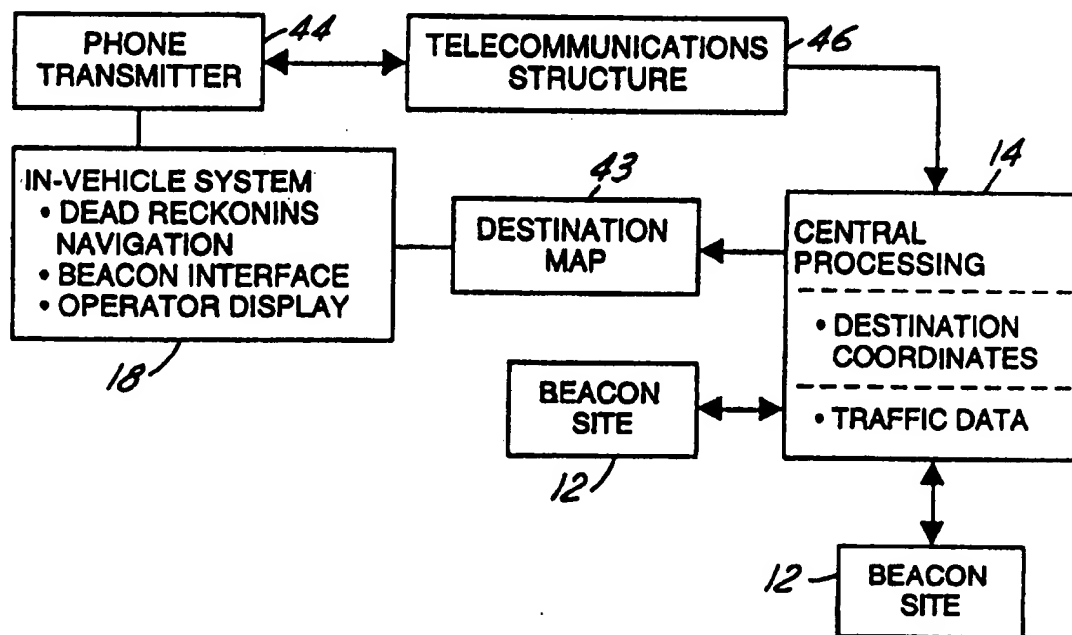 PHONE
TRANSMITTER
44
TELECOMMUNICATIONS
STRUCTURE
46
IN-VEHICLE SYSTEM
• DEAD RECKONINS
NAVIGATION
• BEACON INTERFACE
• OPERATOR DISPLAY
18
43
DESTINATION
MAP
14
CENTRAL
PROCESSING
• DESTINATION
COORDINATES
• TRAFFIC DATA
BEACON
SITE
12
12
BEACON
SITE